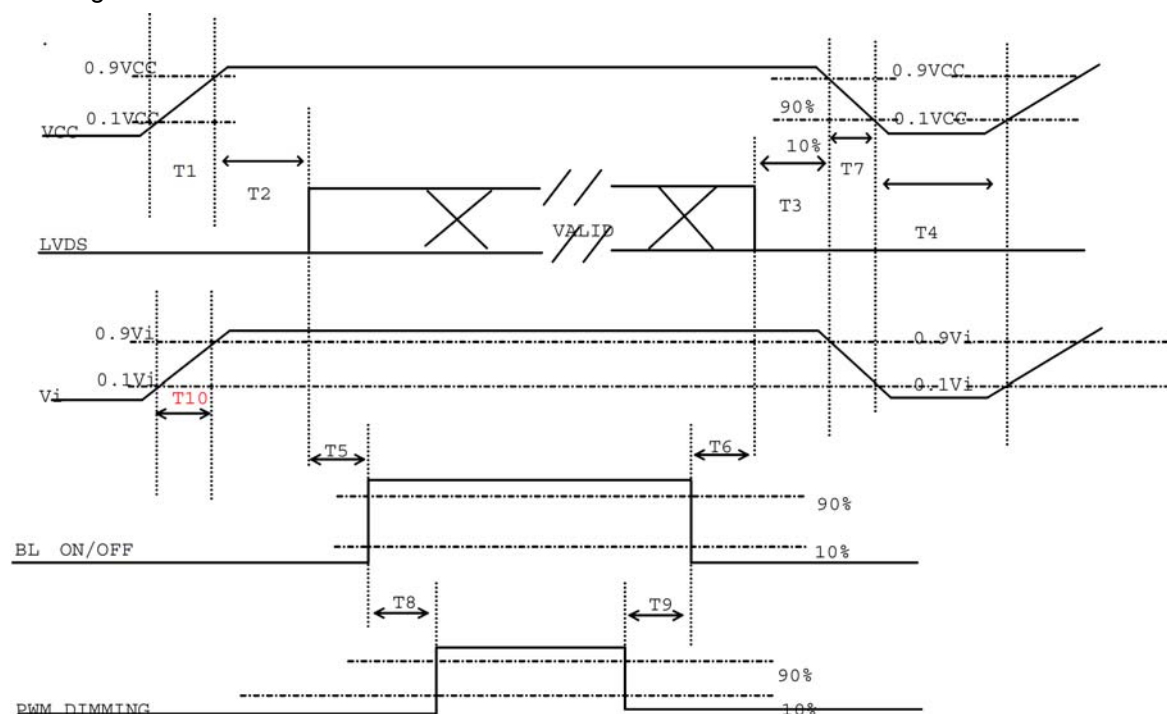 0.9VCC 0.9VCC
90%
0.1VCC 0.1VCC
VCC
10%
T1 T7
T2 T3
VALID T4
LVDS
0.9Vi 0.9Vi
0.1Vi 0.1Vi
Vi T10
T5 T6
90%
BL ON/OFF 10%
T8 T9
90%
PWM DIMMING 10%